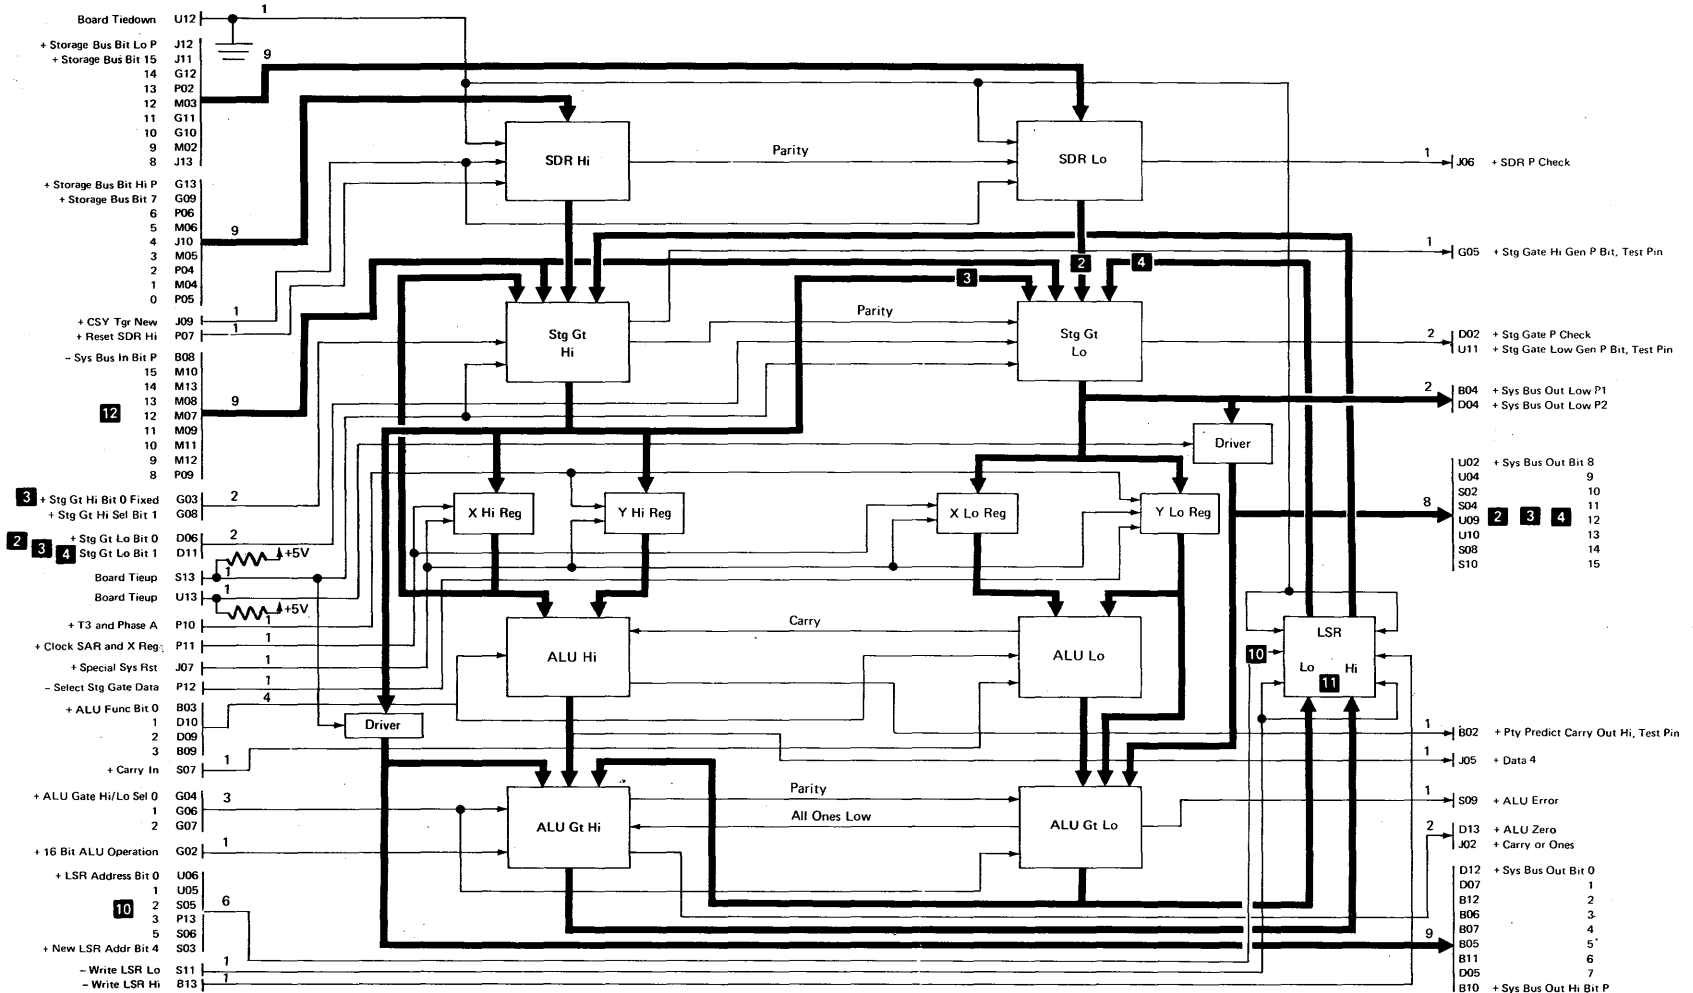 Board Tiedown U12 1
+ Storage Bus Bit Lo P J12
+ Storage Bus Bit 15 J11 9
14 G12
13 P02
12 M03
11 G11
10 G10
9 M02
8 J13
+ Storage Bus Bit Hi P G13
+ Storage Bus Bit 7 G09
6 P06
5 M06 9
4 J10
3 M05
2 P04
1 M04
0 P05
+ CSY Tgr New J09 1
+ Reset SDR Hi P07 1
– Sys Bus In Bit P B08
15 M10
14 M13
13 M08 9
12 12 M07
11 M09
10 M11
9 M12
8 P09
3 + Stg Gt Hi Bit 0 Fixed G03 2
+ Stg Gt Hi Sel Bit 1 G08
2 + Stg Gt Lo Bit 0 D06 2
3 4 Stg Gt Lo Bit 1 D11 +5V
Board Tieup S13 1
Board Tieup U13 1
+5V
+ T3 and Phase A P10 1
+ Clock SAR and X Reg P11 1
+ Special Sys Rst J07 1
– Select Stg Gate Data P12 1
+ ALU Func Bit 0 B03 4
1 D10
2 D09
3 B09
+ Carry In S07 1
+ ALU Gate Hi/Lo Sel 0 G04 3
1 G06
2 G07
+ 16 Bit ALU Operation G02 1
+ LSR Address Bit 0 U06
1 U05
10 2 S05 6
3 P13
5 S06
+ New LSR Addr Bit 4 S03
– Write LSR Lo S11 1
– Write LSR Hi B13 1
SDR Hi
Parity
SDR Lo
2
3
4
Stg Gt
Hi
Parity
Stg Gt
Lo
Driver
X Hi Reg
Y Hi Reg
X Lo Reg
Y Lo Reg
ALU Hi
Carry
ALU Lo
LSR
10
Lo Hi
11
Driver
ALU Gt Hi
Parity
All Ones Low
ALU Gt Lo
1 J06 + SDR P Check
1 G05 + Stg Gate Hi Gen P Bit, Test Pin
2 D02 + Stg Gate P Check
U11 + Stg Gate Low Gen P Bit, Test Pin
2 B04 + Sys Bus Out Low P1
D04 + Sys Bus Out Low P2
U02 + Sys Bus Out Bit 8
U04 9
S02 10
8 S04 11
U09 2 3 4 12
U10 13
S08 14
S10 15
1 B02 + Pty Predict Carry Out Hi, Test Pin
1 J05 + Data 4
1 S09 + ALU Error
2 D13 + ALU Zero
J02 + Carry or Ones
D12 + Sys Bus Out Bit 0
D07 1
B12 2
B06 3
B07 4
9 B05 5
B11 6
D05 7
B10 + Sys Bus Out Hi Bit P